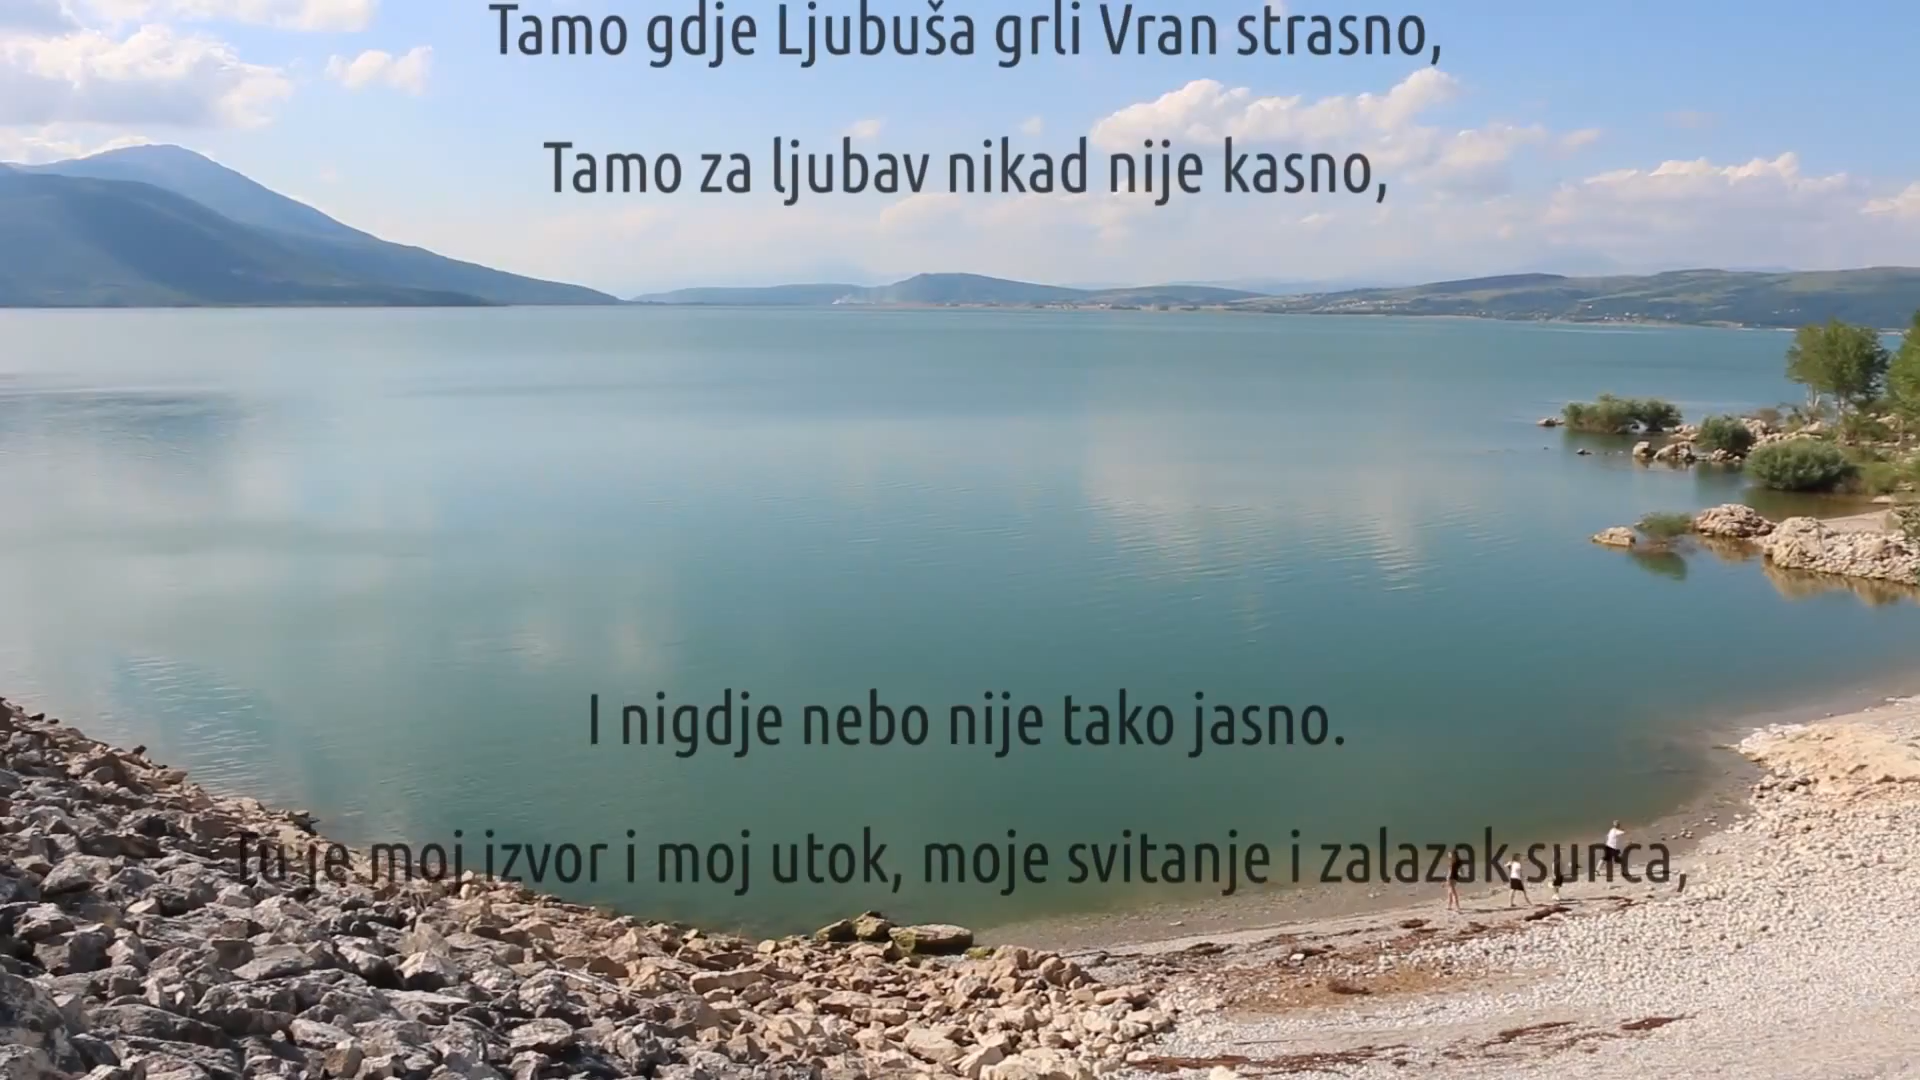 Tamo gdje Ljubuša grli Vran strasno,
Tamo za ljubav nikad nije kasno,
I nigdje nebo nije tako jasno.
Tu je moj izvor i moj utok, moje svitanje i zalazak sunca,